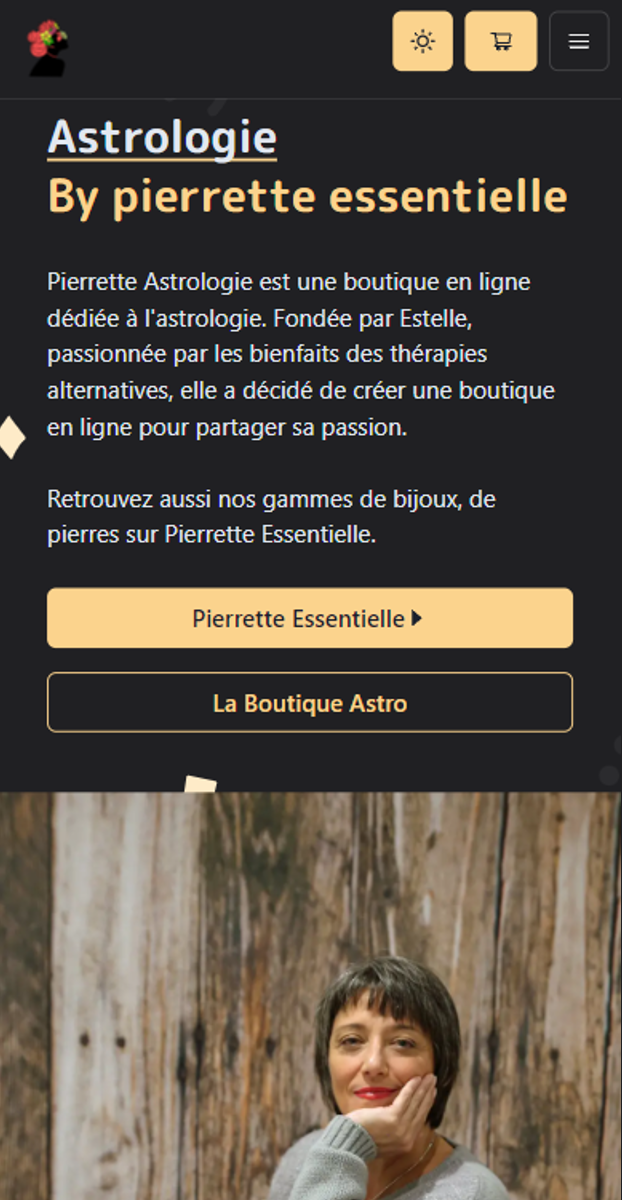 Astrologie
By pierrette essentielle
Pierrette Astrologie est une boutique en ligne
dédiée à l'astrologie. Fondée par Estelle,
passionnée par les bienfaits des thérapies
alternatives, elle a décidé de créer une boutique
en ligne pour partager sa passion.
Retrouvez aussi nos gammes de bijoux, de
pierres sur Pierrette Essentielle.
Pierrette Essentielle
La Boutique Astro